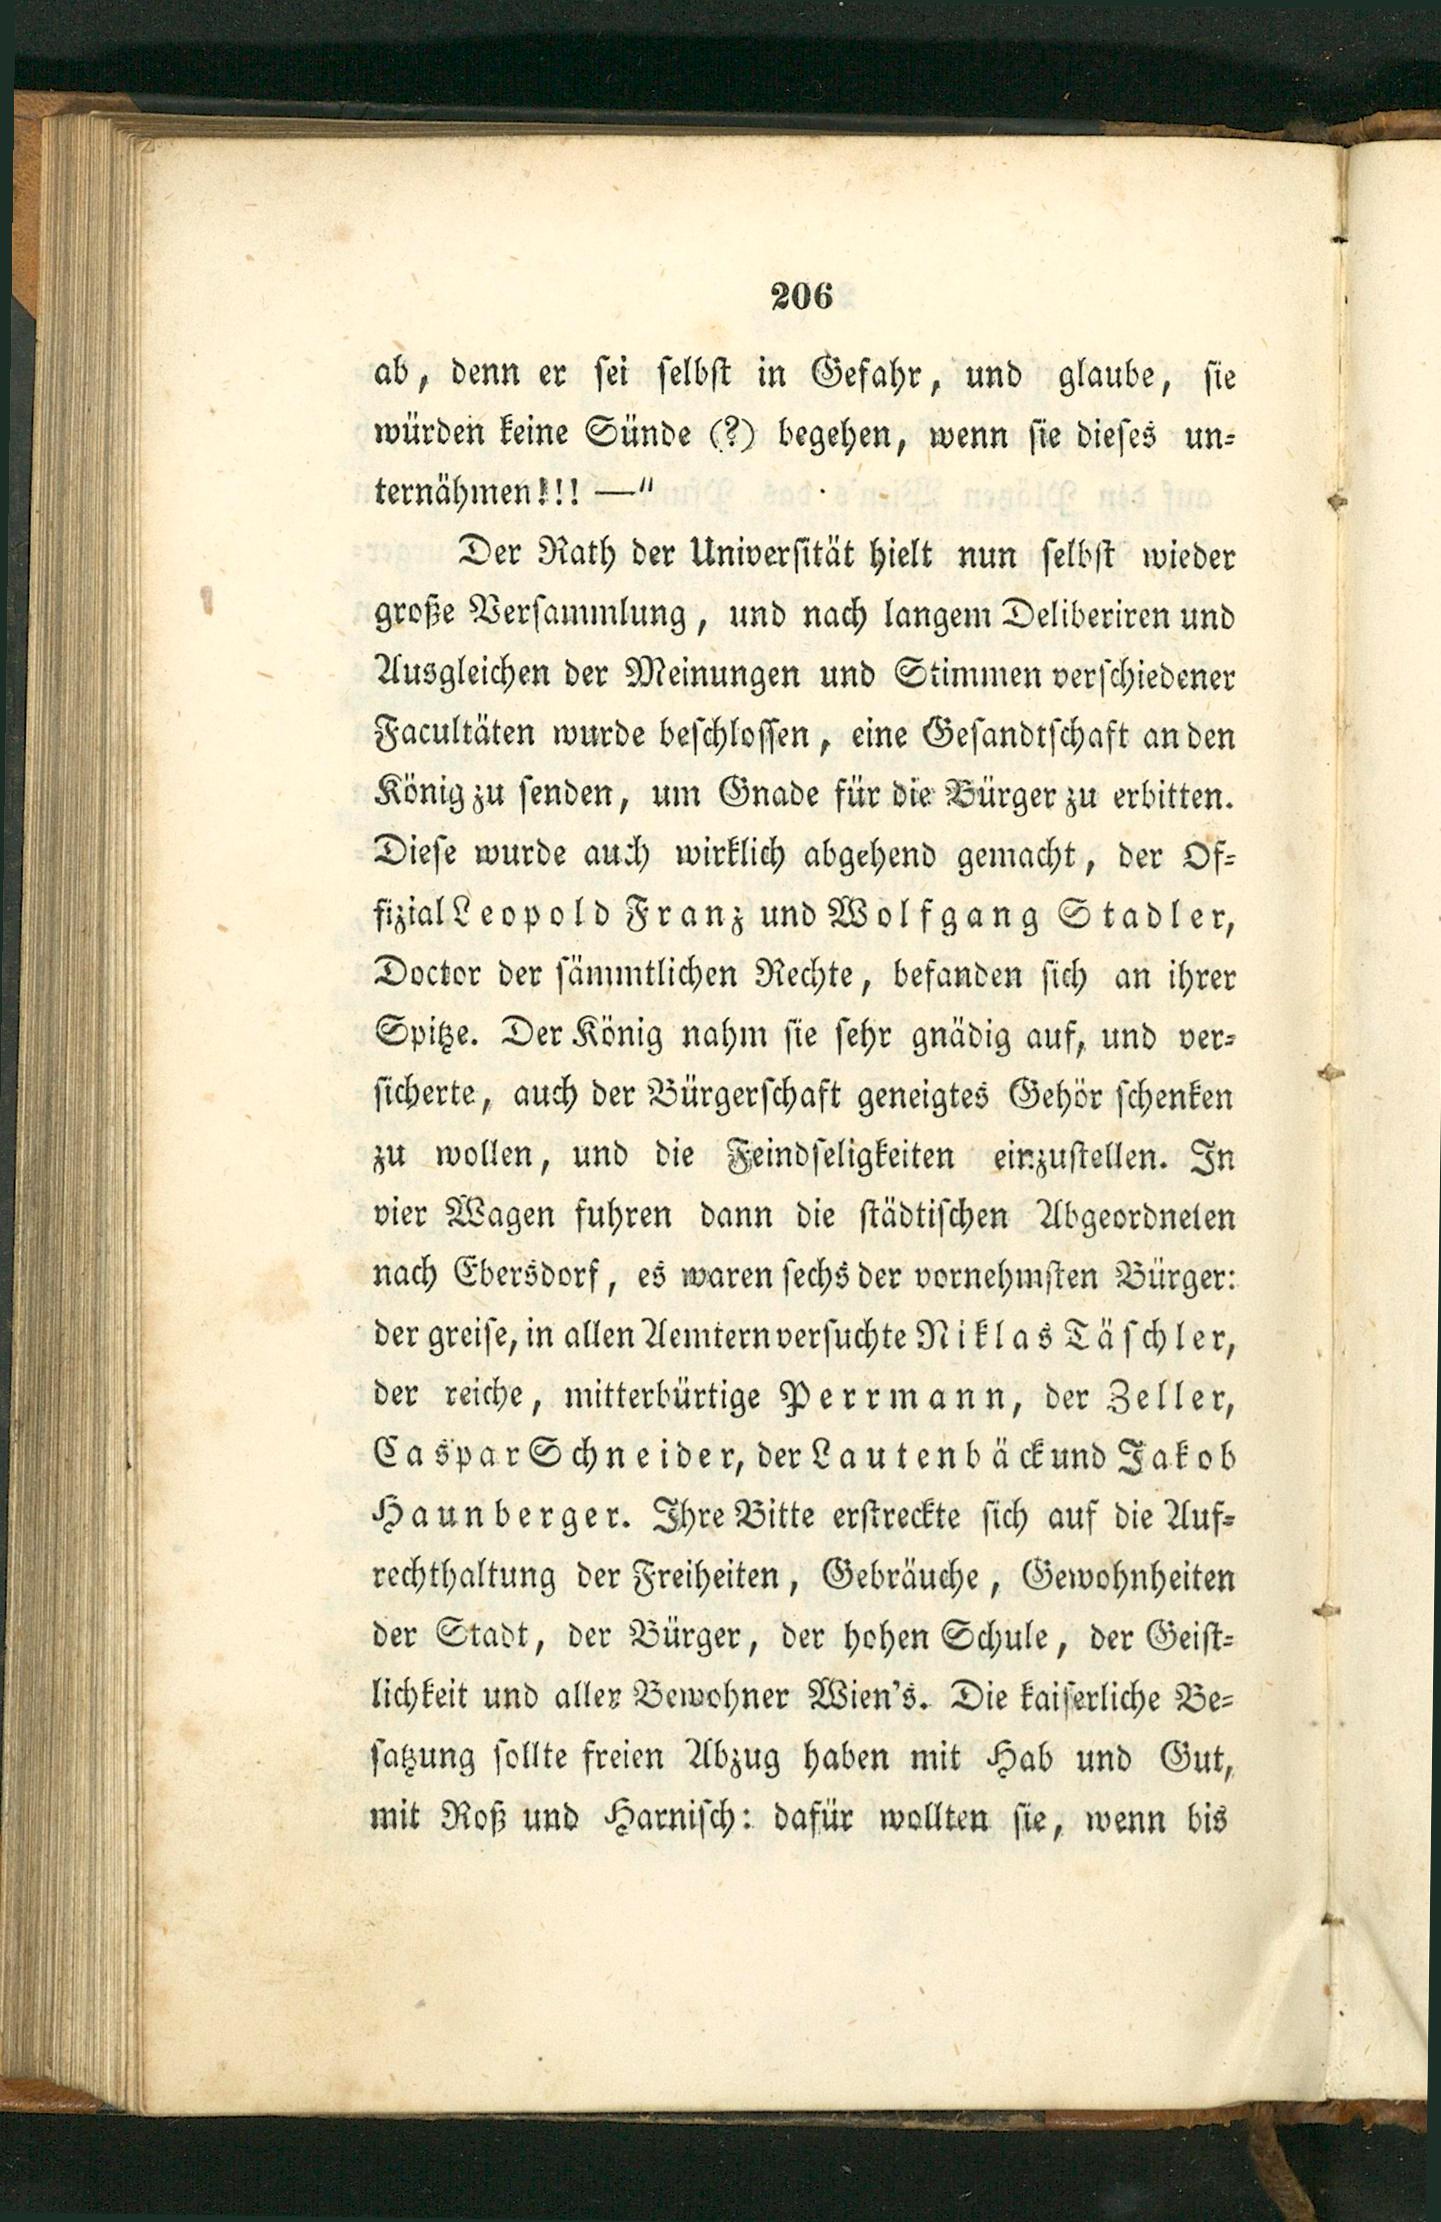 206
ab, denn er sei selbst in Gefahr, und glaube, sie
würden keine Sünde (?) begehen, wenn sie dieses un-
ternähmen!!! —"
Der Rath der Universität hielt nun selbst wieder
große Versammlung, und nach langem Deliberiren und
Ausgleichen der Meinungen und Stimmen verschiedener
Facultäten wurde beschlossen, eine Gesandtschaft an den
König zu senden, um Gnade für die Bürger zu erbitten.
Diese wurde auch wirklich abgehend gemacht, der Of-
fizial Leopold Franz und Wolfgang Stadler,
Doctor der sämmtlichen Rechte, befanden sich an ihrer
Spitze. Der König nahm sie sehr gnädig auf, und ver-
sicherte, auch der Bürgerschaft geneigtes Gehör schenken
zu wollen, und die Feindseligkeiten einzustellen. In
vier Wagen fuhren dann die städtischen Abgeordneten
nach Ebersdorf, es waren sechs der vornehmsten Bürger:
der greise, in allen Aemtern versuchte Niklas Täschler,
der reiche, mitterbürtige Perrmann, der Zeller,
Caspar Schneider, der Lautenbäck und Jakob
Haunberger. Ihre Bitte erstreckte sich auf die Auf-
rechthaltung der Freiheiten, Gebräuche, Gewohnheiten
der Stadt, der Bürger, der hohen Schule, der Geist-
lichkeit und aller Bewohner Wien's. Die kaiserliche Be-
satzung sollte freien Abzug haben mit Hab und Gut,
mit Roß und Harnisch: dafür wollten sie, wenn bis